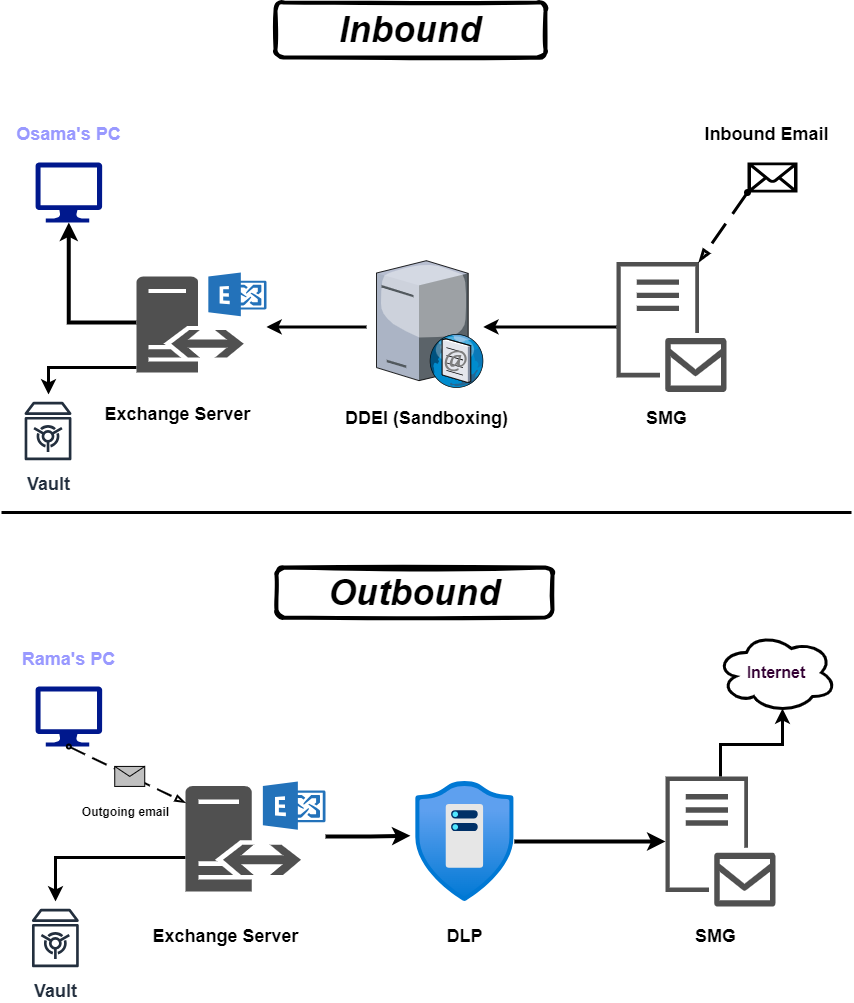 Inbound
Osama's PC
Inbound Email
E
Exchange Server
DDEI (Sandboxing)
@
SMG
Vault
Outbound
Rama's PC
Internet
Outgoing email
E
Exchange Server
DLP
SMG
Vault